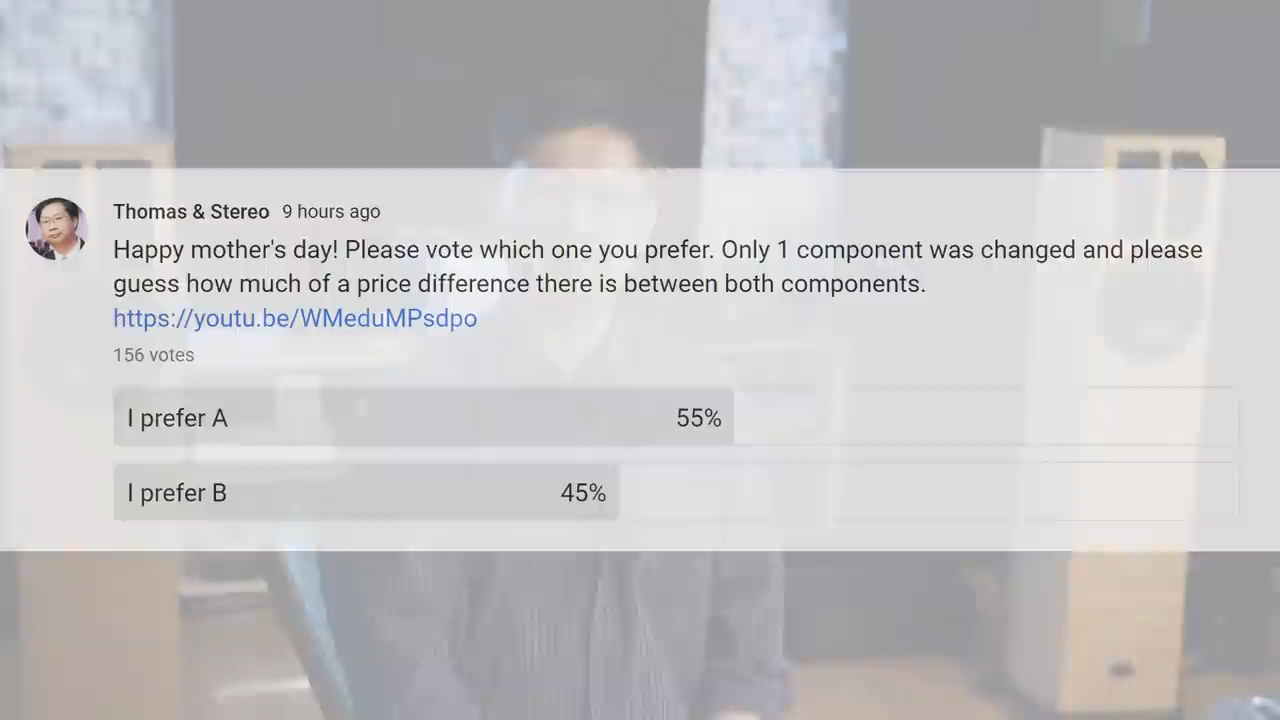 Thomas & Stereo 9 hours ago
Happy mother's day! Please vote which one you prefer. Only 1 component was changed and please
guess how much of a price difference there is between both components.
https://youtu.be/WMeduMPsdpo
156 votes
I prefer A 55%
I prefer B 45%